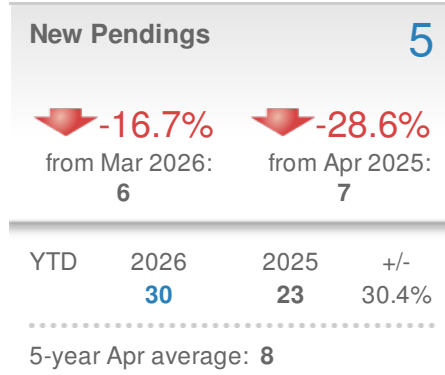 New Pendings 5
-16.7% -28.6%
from Mar 2026: from Apr 2025:
6 7
YTD 2026 2025 +/-
30 23 30.4%
5-year Apr average: 8